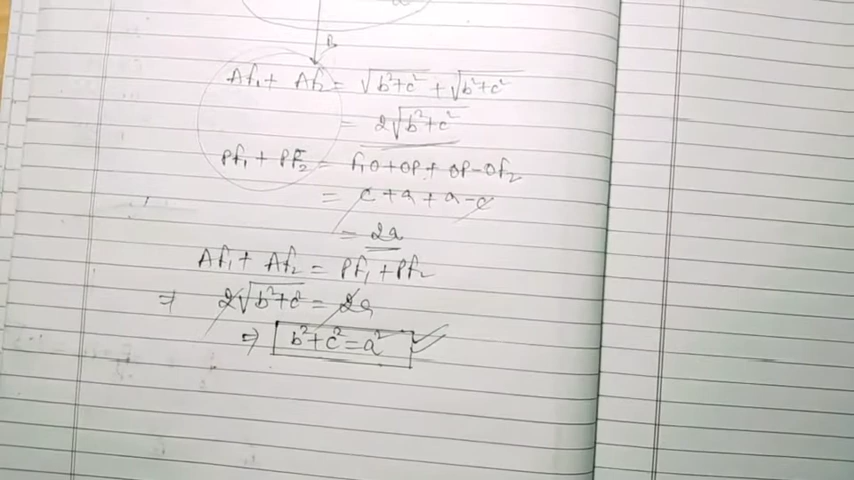 AF₁ + AF₂ = √b²+c² + √b²+c²
= 2√b²+c²
PF₁ + PF₂ = F₁O + OP + OP - OF₂
= c + a + a - c
= 2a
AF₁ + AF₂ = PF₁ + PF₂
⇒ 2√b²+c² = 2a
⇒ b²+c² = a²